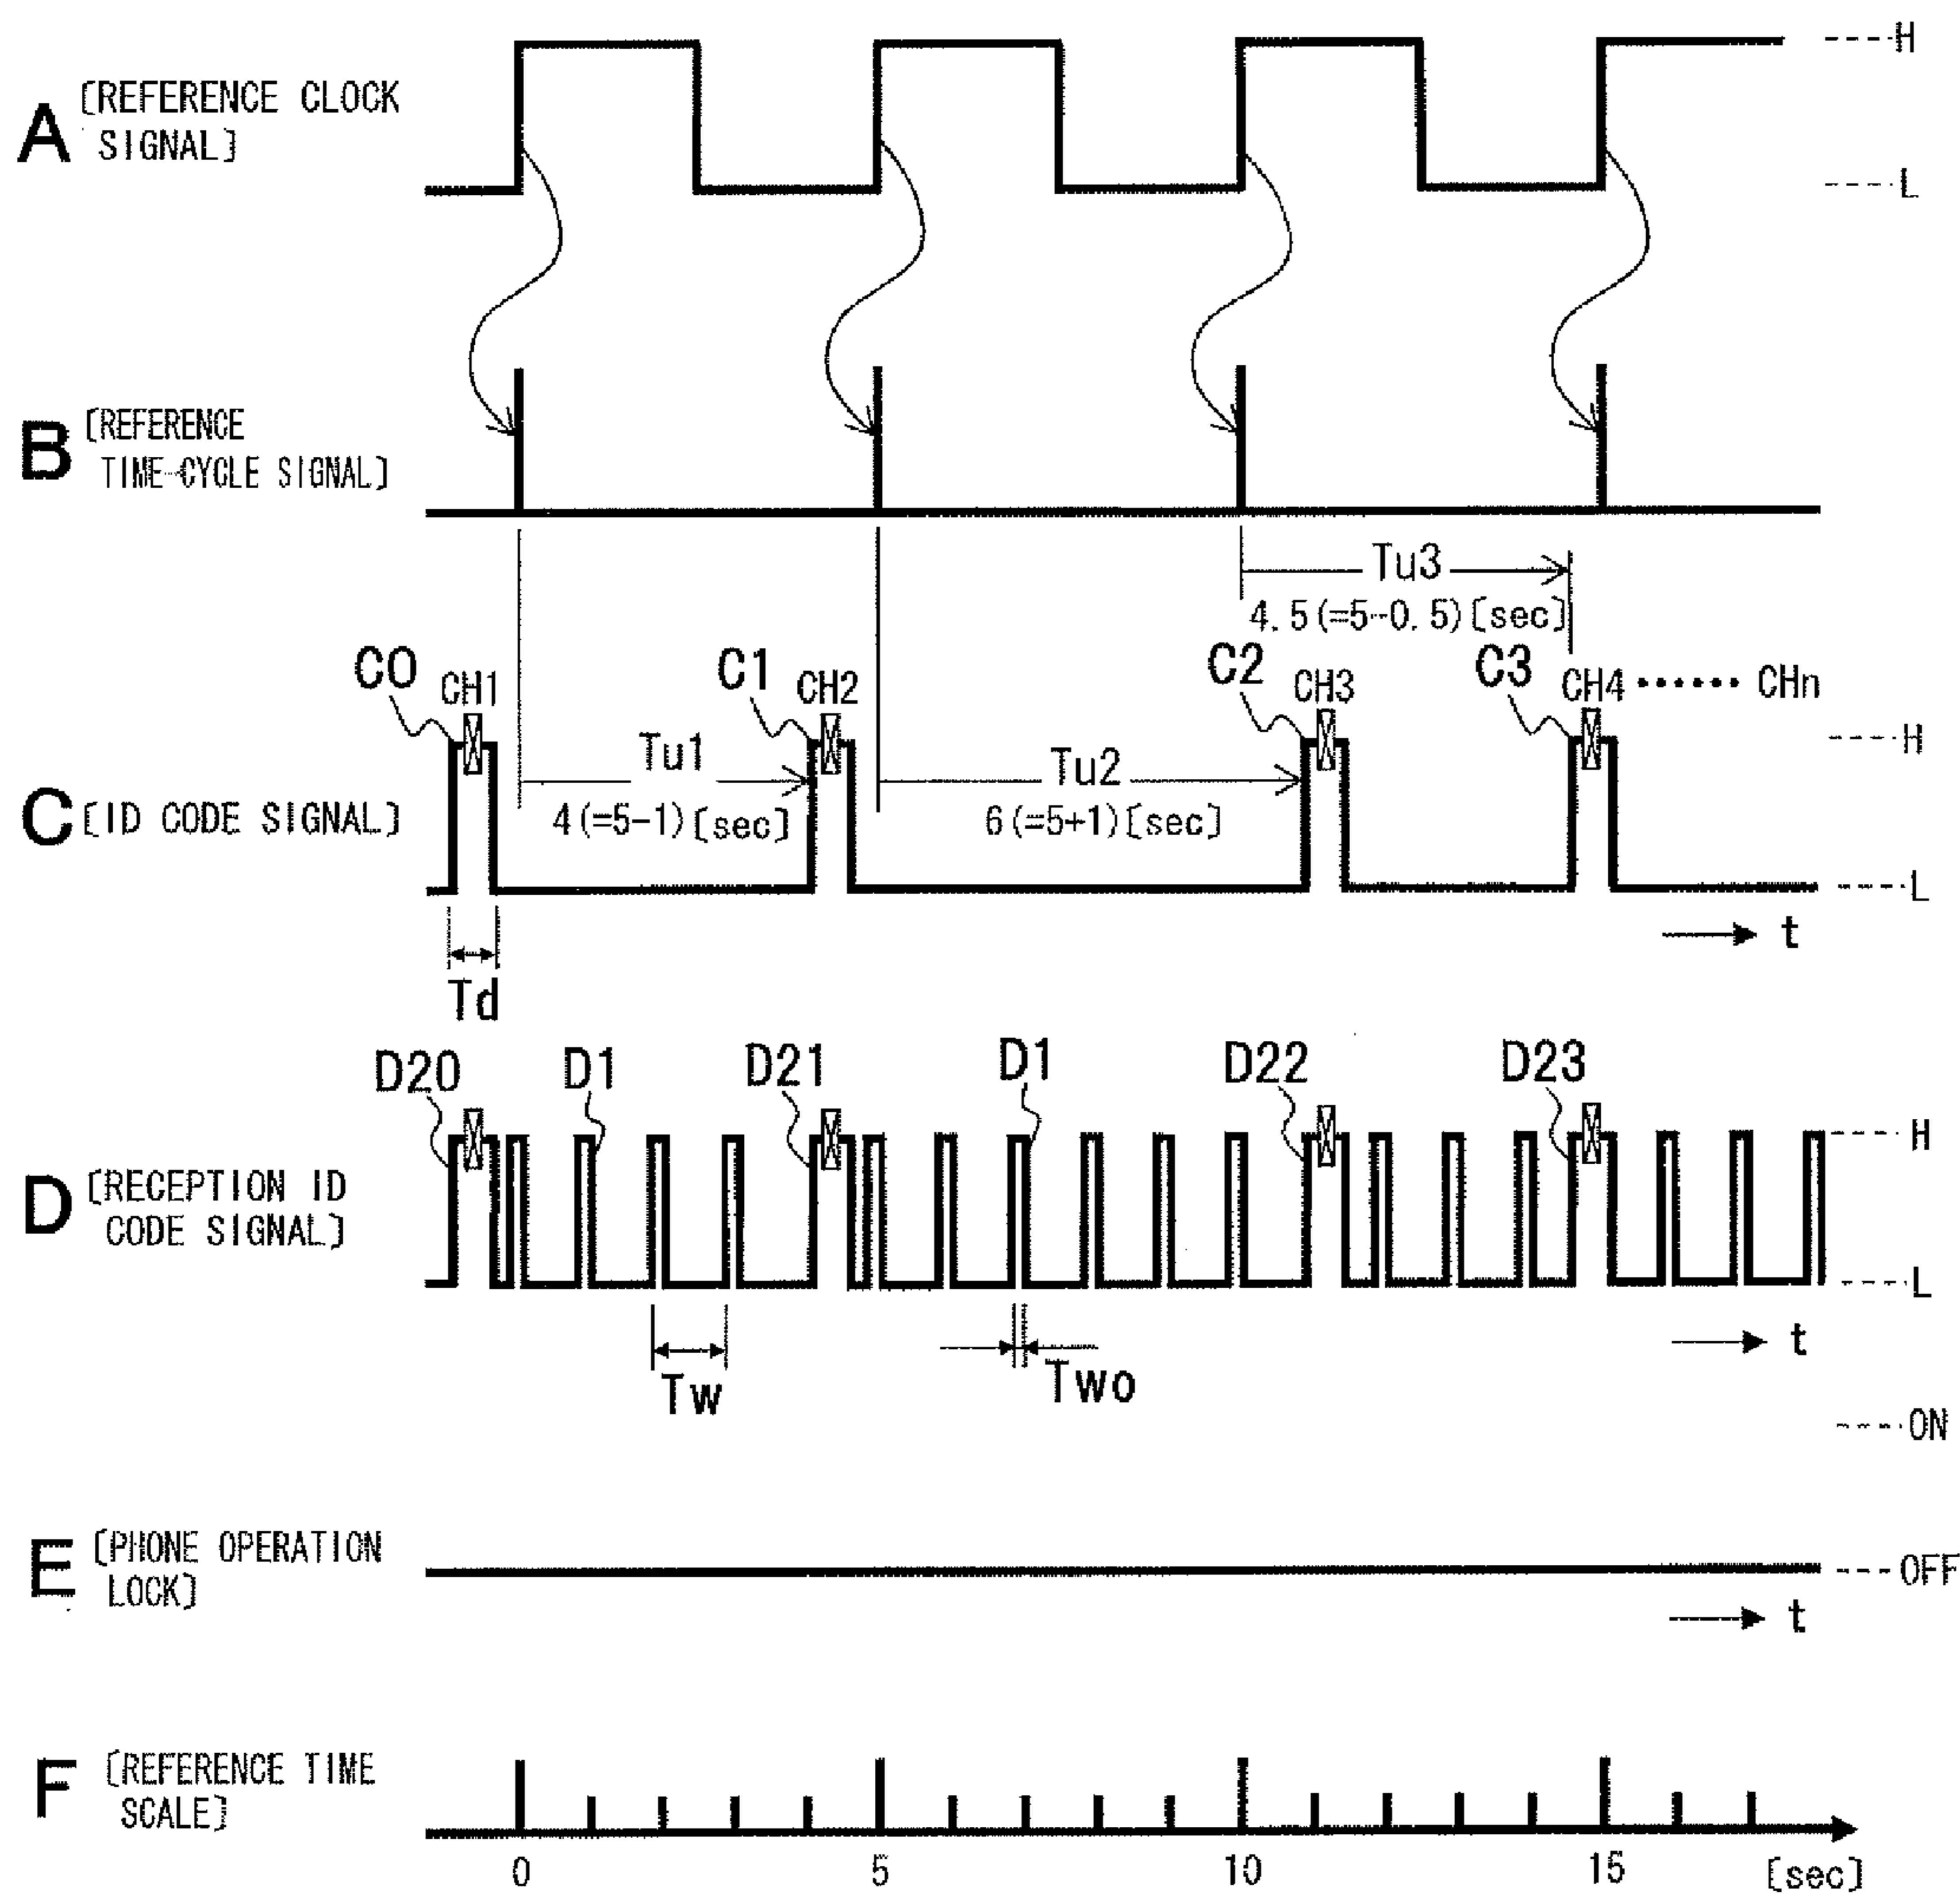 A [REFERENCE CLOCK
SIGNAL]
H
L
B [REFERENCE
TIME-CYCLE SIGNAL]
Tu3
4.5(=5-0.5)[sec]
C0 CH1 C1 CH2 C2 CH3 C3 CH4 ...... CHn
H
Tu1 Tu2
C [ID CODE SIGNAL] 4(=5-1)[sec] 6(=5+1)[sec]
L
t
Td
D20 D1 D21 D1 D22 D23
H
D [RECEPTION ID
CODE SIGNAL]
L
t
Tw Two
ON
E [PHONE OPERATION
LOCK]
OFF
t
F [REFERENCE TIME
SCALE]
0 5 10 15 [sec]